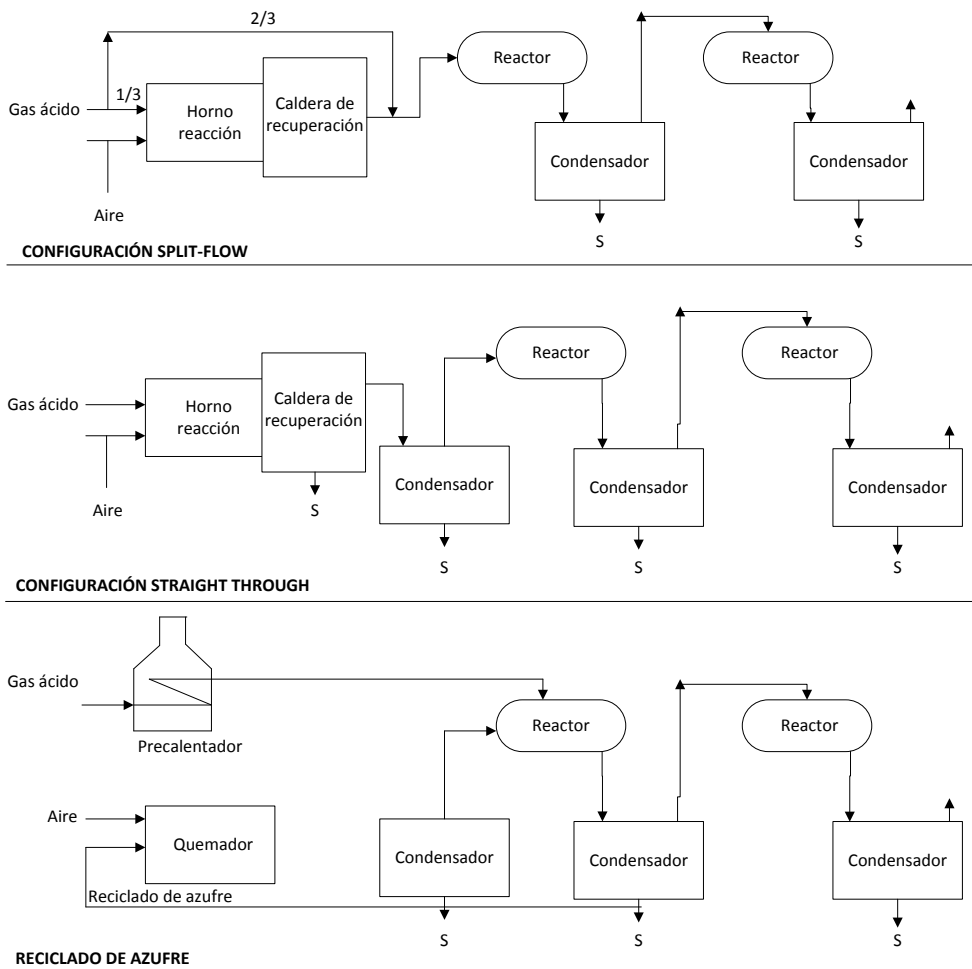 2/3
Gas ácido
1/3
Horno
reacción
Caldera de
recuperación
Aire
Reactor
Condensador
S
Reactor
Condensador
S
CONFIGURACIÓN SPLIT-FLOW
Gas ácido
Horno
reacción
Caldera de
recuperación
Aire
S
Condensador
S
Reactor
Condensador
S
Reactor
Condensador
S
CONFIGURACIÓN STRAIGHT THROUGH
Gas ácido
Precalentador
Reactor
Reactor
Aire
Quemador
Reciclado de azufre
Condensador
S
Condensador
S
Condensador
S
RECICLADO DE AZUFRE